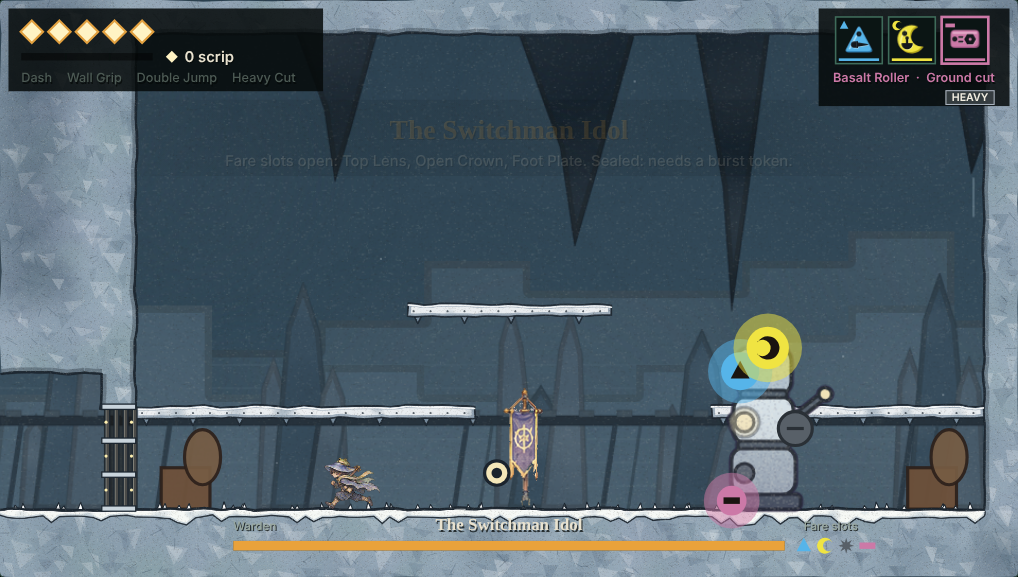 0 scrip
Dash Wall Grip Double Jump Heavy Cut
Basalt Roller · Ground cut
HEAVY
The Switchman Idol
Fare slots open: Top Lens, Open Crown, Foot Plate. Sealed: needs a burst token.
Warden
The Switchman Idol
Fare slots